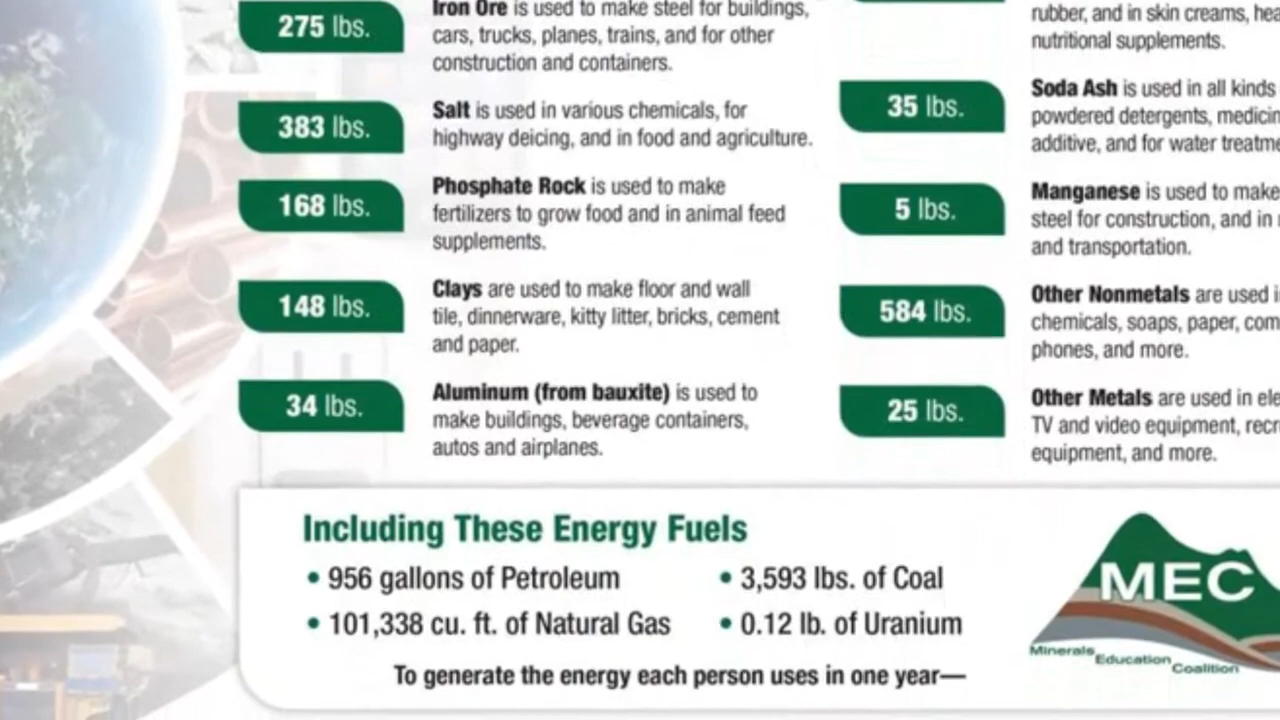 275 lbs.
Iron Ore is used to make steel for buildings,
cars, trucks, planes, trains, and for other
construction and containers.
383 lbs.
Salt is used in various chemicals, for
highway deicing, and in food and agriculture.
168 lbs.
Phosphate Rock is used to make
fertilizers to grow food and in animal feed
supplements.
148 lbs.
Clays are used to make floor and wall
tile, dinnerware, kitty litter, bricks, cement
and paper.
34 lbs.
Aluminum (from bauxite) is used to
make buildings, beverage containers,
autos and airplanes.
rubber, and in skin creams,
nutritional supplements.
35 lbs.
Soda Ash is used in all kinds
powdered detergents,
additive, and for water
5 lbs.
Manganese is used to make
steel for construction, and in
and transportation.
584 lbs.
Other Nonmetals are used
chemicals, soaps, paper,
phones, and more.
25 lbs.
Other Metals are used in
TV and video equipment,
equipment, and more.
Including These Energy Fuels
• 956 gallons of Petroleum
• 101,338 cu. ft. of Natural Gas
• 3,593 lbs. of Coal
• 0.12 lb. of Uranium
To generate the energy each person uses in one year—
MEC
Minerals Education Coalition